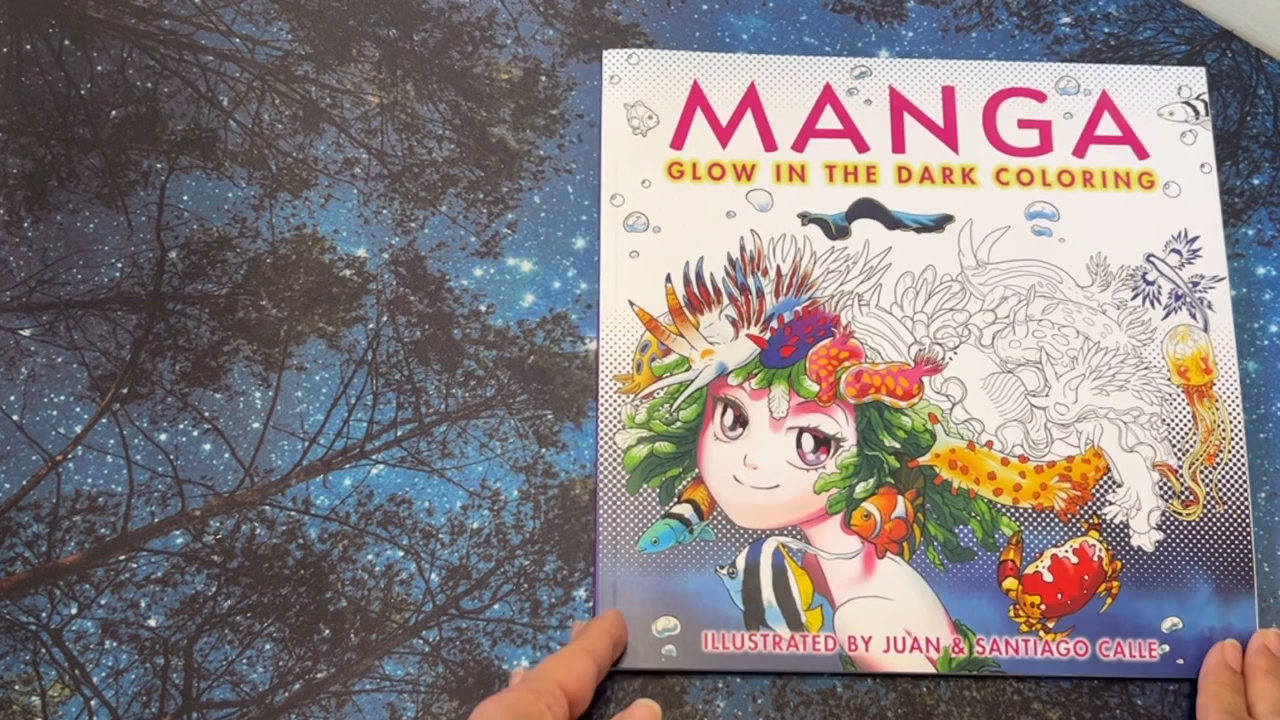 MANGA
GLOW IN THE DARK COLORING
ILLUSTRATED BY JUAN & SANTIAGO CALLE